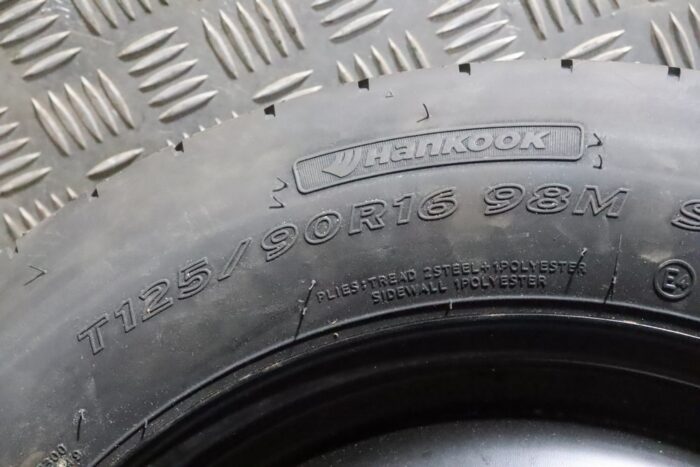 Hankook
T125/90R16 98M S
PLIES:TREAD 2STEEL+1POLYESTER
SIDEWALL 1POLYESTER
E4